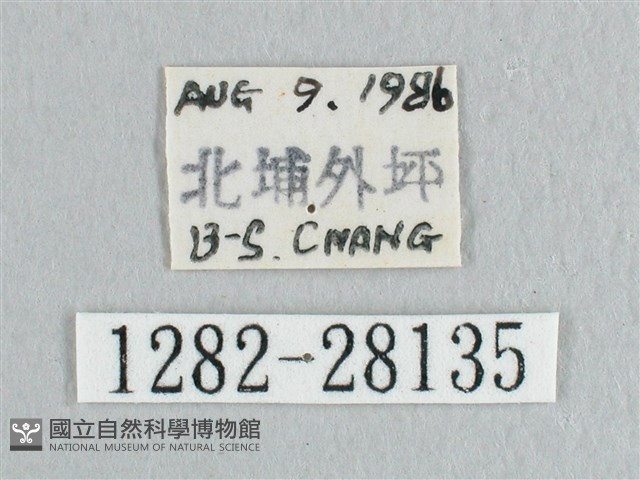 AUG 9. 1986
北埔外坪
B-S. CHANG
1282-28135
國立自然科學博物館
NATIONAL MUSEUM OF NATURAL SCIENCE